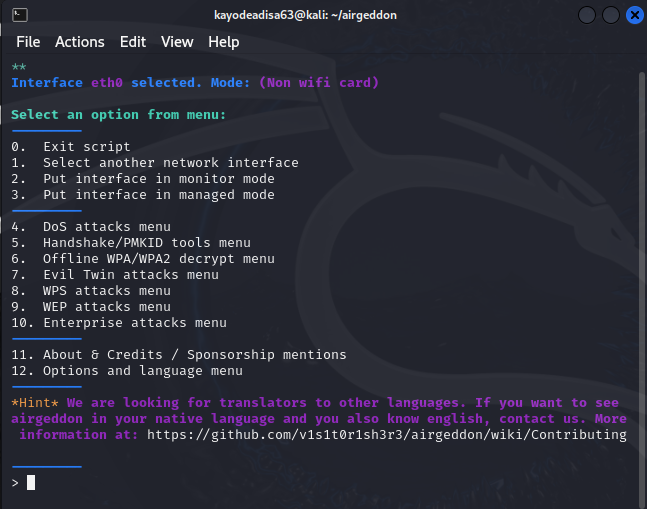 kayodeadisa63@kali: ~/airgeddon
File Actions Edit View Help
**
Interface eth0 selected. Mode: (Non wifi card)
Select an option from menu:
0. Exit script
1. Select another network interface
2. Put interface in monitor mode
3. Put interface in managed mode
4. DoS attacks menu
5. Handshake/PMKID tools menu
6. Offline WPA/WPA2 decrypt menu
7. Evil Twin attacks menu
8. WPS attacks menu
9. WEP attacks menu
10. Enterprise attacks menu
11. About & Credits / Sponsorship mentions
12. Options and language menu
*Hint* We are looking for translators to other languages. If you want to see
airgeddon in your native language and you also know english, contact us. More
information at: https://github.com/v1s1t0r1sh3r3/airgeddon/wiki/Contributing
>